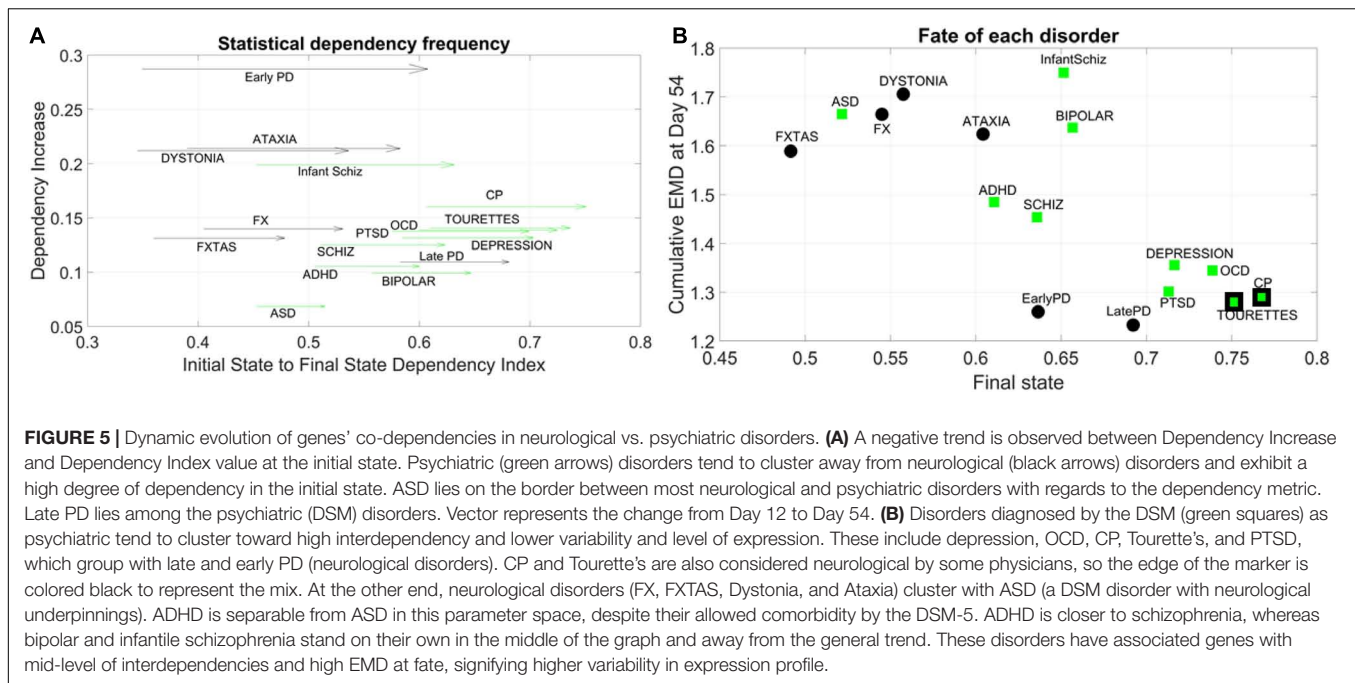 A
Statistical dependency frequency
0.3
0.25
0.2
0.15
0.1
0.05
Dependency Increase
Early PD
ATAXIA
DYSTONIA
Infant Schiz
CP
FX
OCD
TOURETTES
PTSD
FXTAS
DEPRESSION
SCHIZ
Late PD
ADHD
BIPOLAR
ASD
0.3 0.4 0.5 0.6 0.7 0.8
Initial State to Final State Dependency Index
B
Fate of each disorder
1.8
1.7
1.6
1.5
1.4
1.3
1.2
Cumulative EMD at Day 54
InfantSchiz
DYSTONIA
ASD
FX
BIPOLAR
ATAXIA
FXTAS
ADHD
SCHIZ
DEPRESSION
OCD
CP
EarlyPD
PTSD
LatePD
TOURETTES
0.45 0.5 0.55 0.6 0.65 0.7 0.75 0.8
Final state
FIGURE 5 | Dynamic evolution of genes' co-dependencies in neurological vs. psychiatric disorders. (A) A negative trend is observed between Dependency Increase
and Dependency Index value at the initial state. Psychiatric (green arrows) disorders tend to cluster away from neurological (black arrows) disorders and exhibit a
high degree of dependency in the initial state. ASD lies on the border between most neurological and psychiatric disorders with regards to the dependency metric.
Late PD lies among the psychiatric (DSM) disorders. Vector represents the change from Day 12 to Day 54. (B) Disorders diagnosed by the DSM (green squares) as
psychiatric tend to cluster toward high interdependency and lower variability and level of expression. These include depression, OCD, CP, Tourette's, and PTSD,
which group with late and early PD (neurological disorders). CP and Tourette's are also considered neurological by some physicians, so the edge of the marker is
colored black to represent the mix. At the other end, neurological disorders (FX, FXTAS, Dystonia, and Ataxia) cluster with ASD (a DSM disorder with neurological
underpinnings). ADHD is separable from ASD in this parameter space, despite their allowed comorbidity by the DSM-5. ADHD is closer to schizophrenia, whereas
bipolar and infantile schizophrenia stand on their own in the middle of the graph and away from the general trend. These disorders have associated genes with
mid-level of interdependencies and high EMD at fate, signifying higher variability in expression profile.